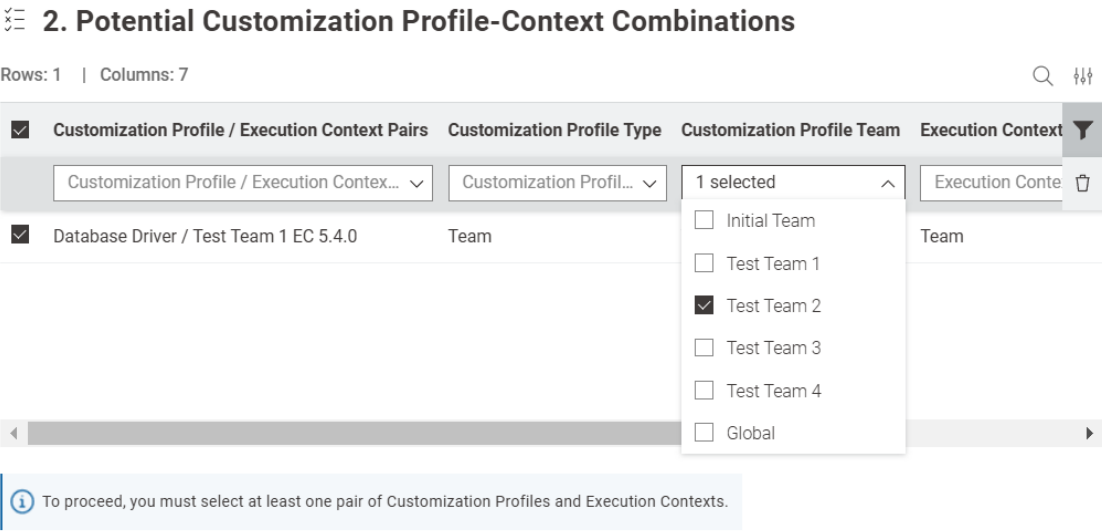 2. Potential Customization Profile-Context Combinations
Rows: 1 | Columns: 7
Customization Profile / Execution Context Pairs Customization Profile Type Customization Profile Team Execution Context
Customization Profile / Execution Contex... Customization Profil... 1 selected Execution Conte
Database Driver / Test Team 1 EC 5.4.0 Team Team
Initial Team
Test Team 1
Test Team 2
Test Team 3
Test Team 4
Global
To proceed, you must select at least one pair of Customization Profiles and Execution Contexts.